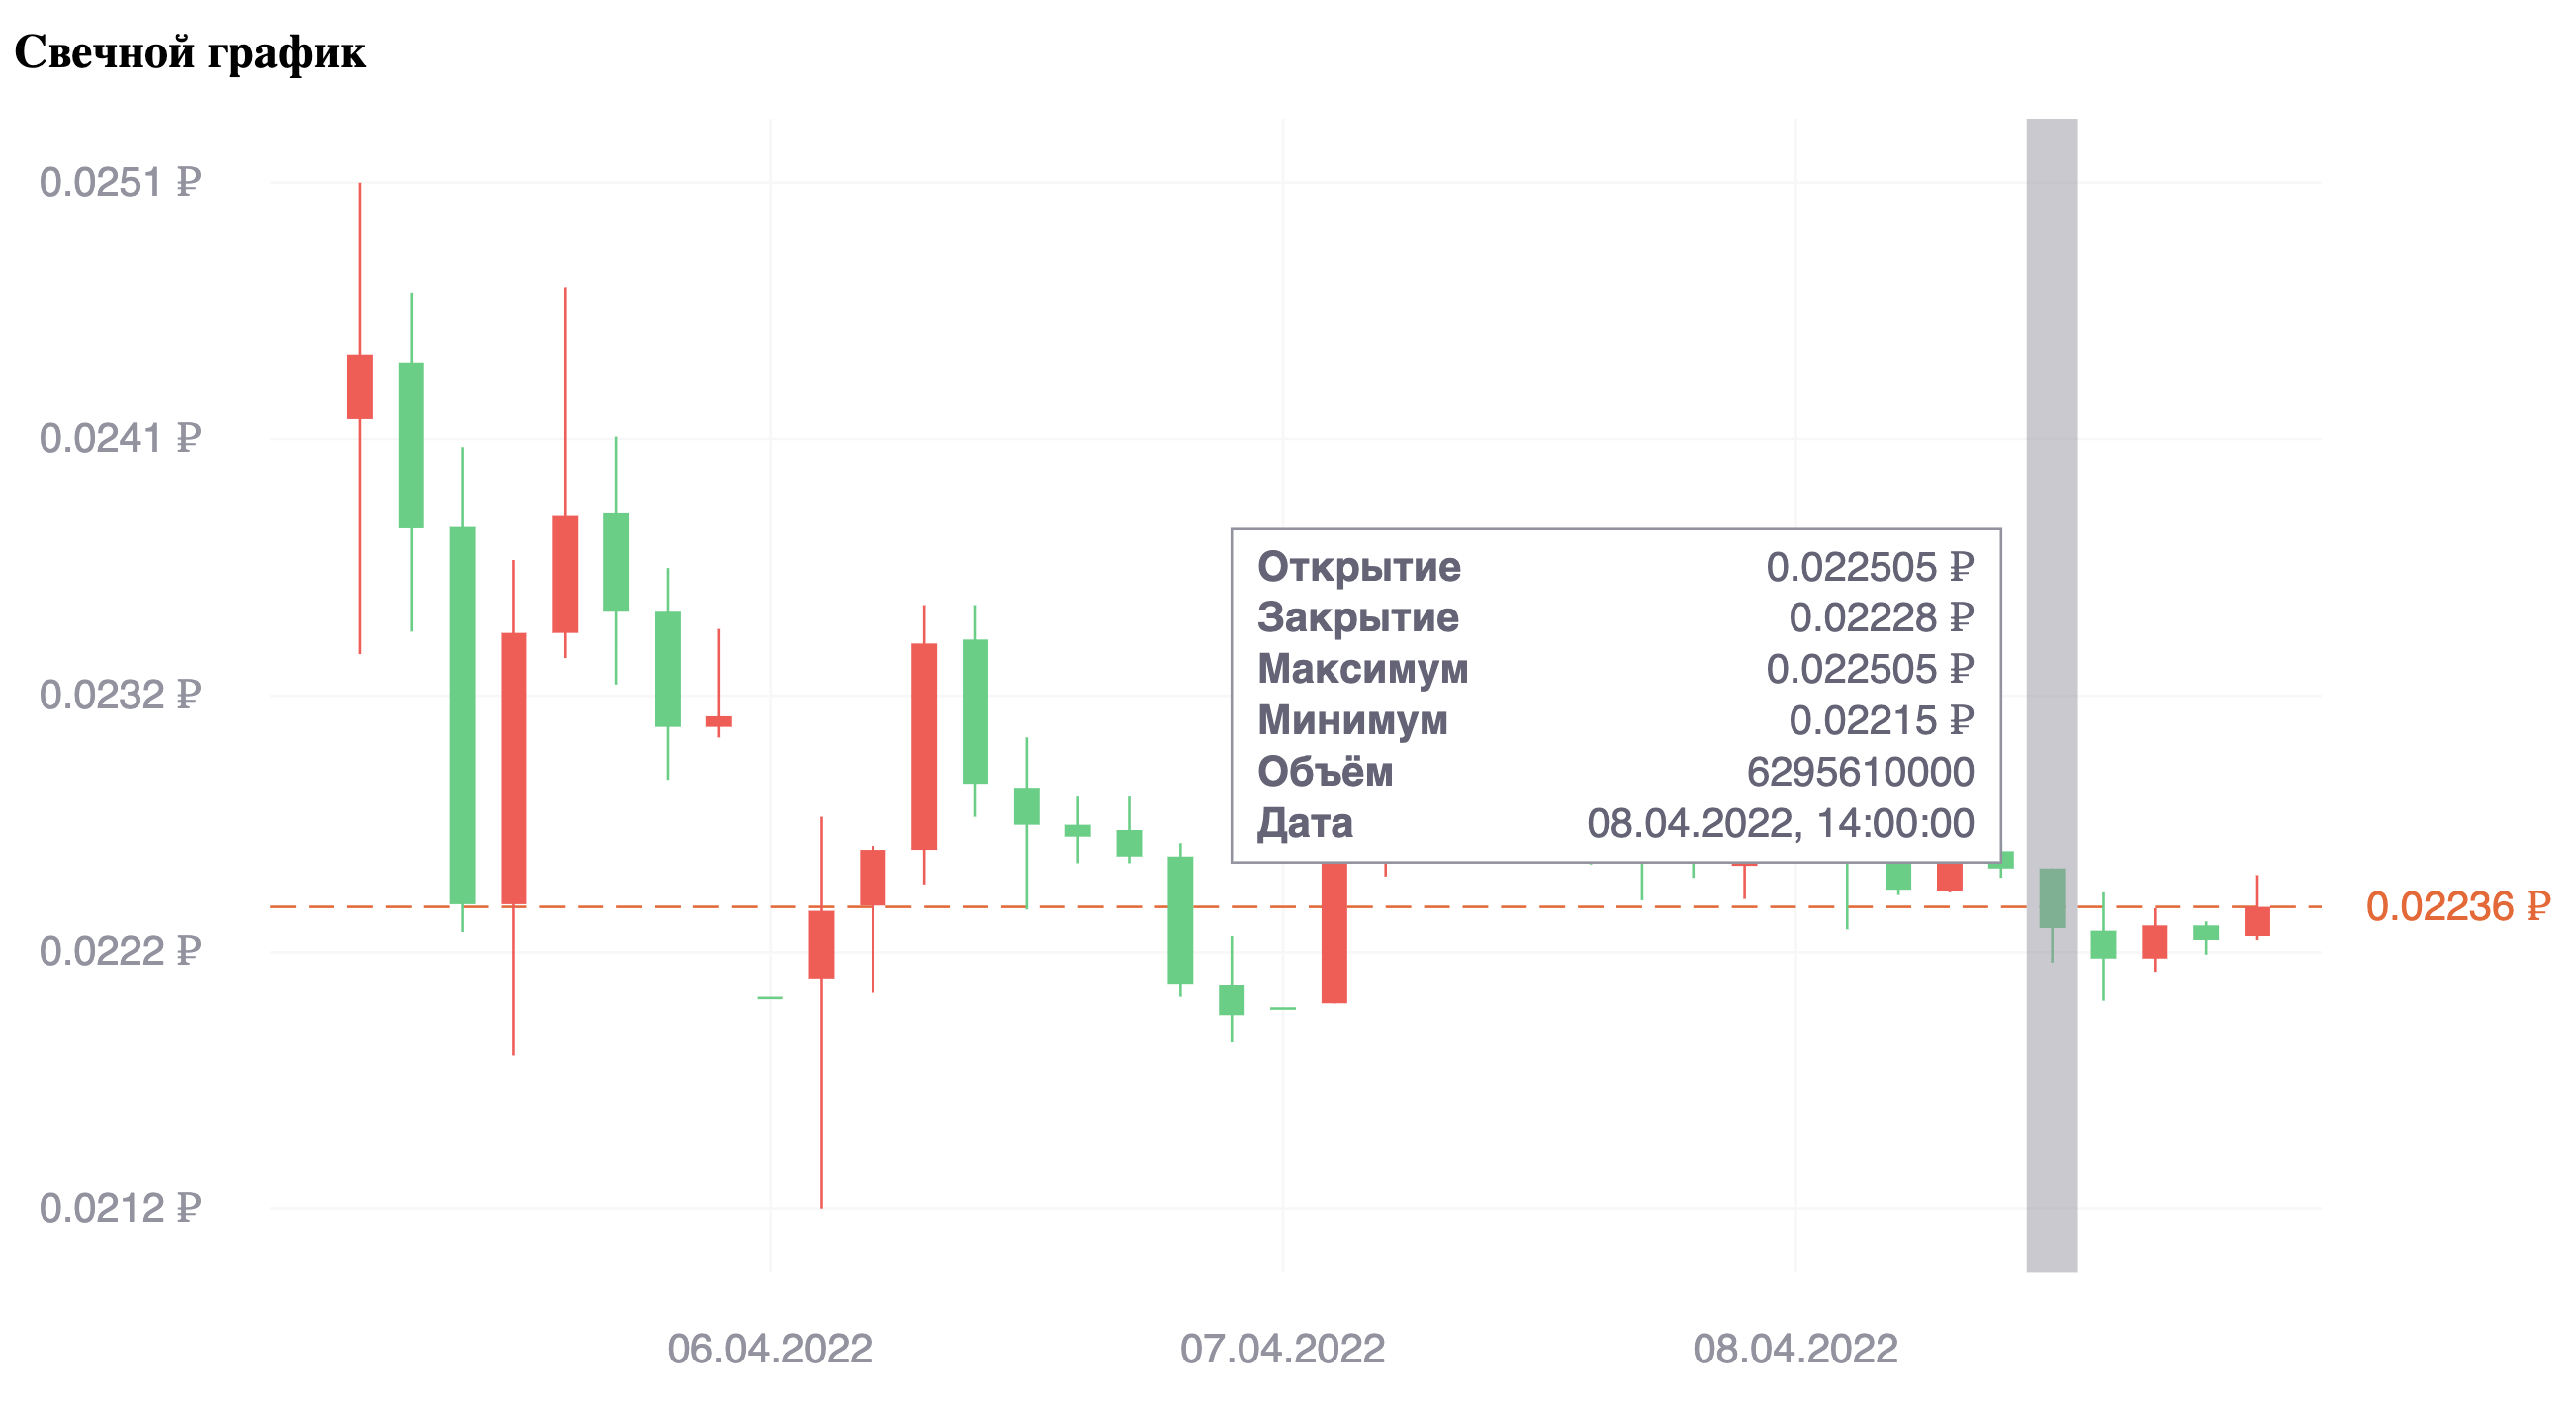 Свечной график
0.0251 ₽
0.0241 ₽
0.0232 ₽
0.0222 ₽
0.0212 ₽
Открытие 0.022505 ₽
Закрытие 0.02228 ₽
Максимум 0.022505 ₽
Минимум 0.02215 ₽
Объём 6295610000
Дата 08.04.2022, 14:00:00
0.02236 ₽
06.04.2022 07.04.2022 08.04.2022